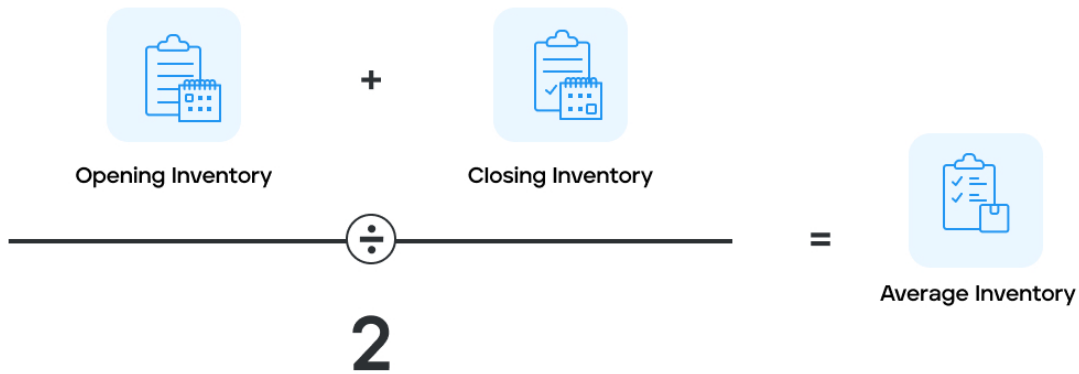 +
Opening Inventory
Closing Inventory
÷
=
Average Inventory
2